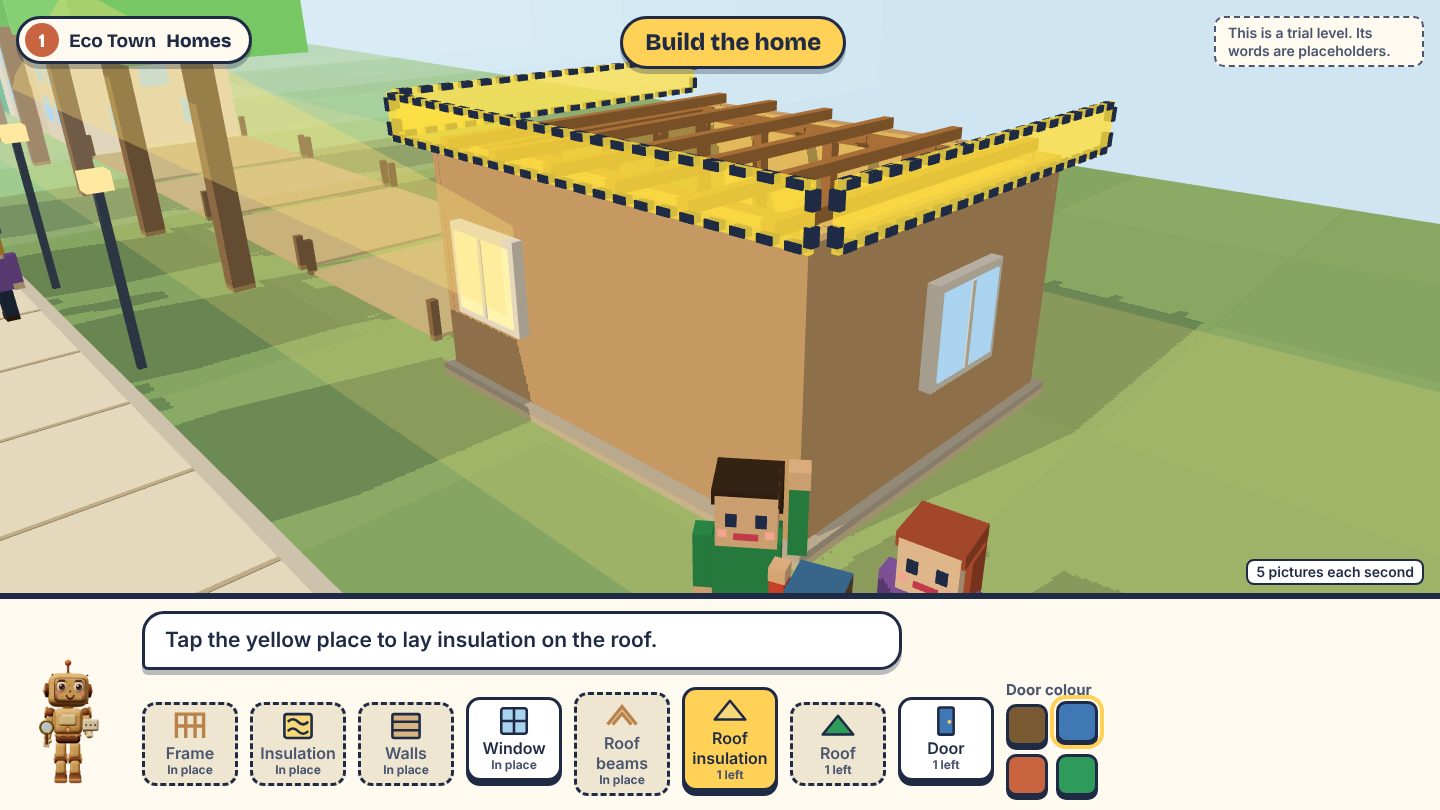 1 Eco Town Homes
Build the home
This is a trial level. Its
words are placeholders.
5 pictures each second
Tap the yellow place to lay insulation on the roof.
Frame
In place
Insulation
In place
Walls
In place
Window
In place
Roof
beams
In place
Roof
insulation
1 left
Roof
1 left
Door
1 left
Door colour